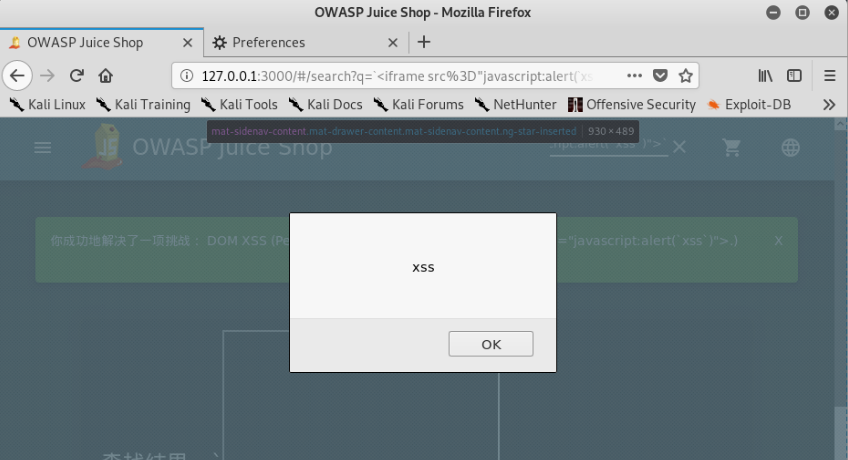 OWASP Juice Shop - Mozilla Firefox
OWASP Juice Shop
Preferences
127.0.0.1:3000/#/search?q=`<iframe src%3D"javascript:alert(`xs
Kali Linux Kali Training Kali Tools Kali Docs Kali Forums NetHunter Offensive Security Exploit-DB
mat-sidenav-content.mat-drawer-content.mat-sidenav-content.ng-star-inserted | 930 × 489
OWASP Juice Shop
ript:alert(`xss`)">`
你成功地解决了一项挑战： DOM XSS (Pe ="javascript:alert(`xss`)">.) X
xss
OK
查找结果 - `